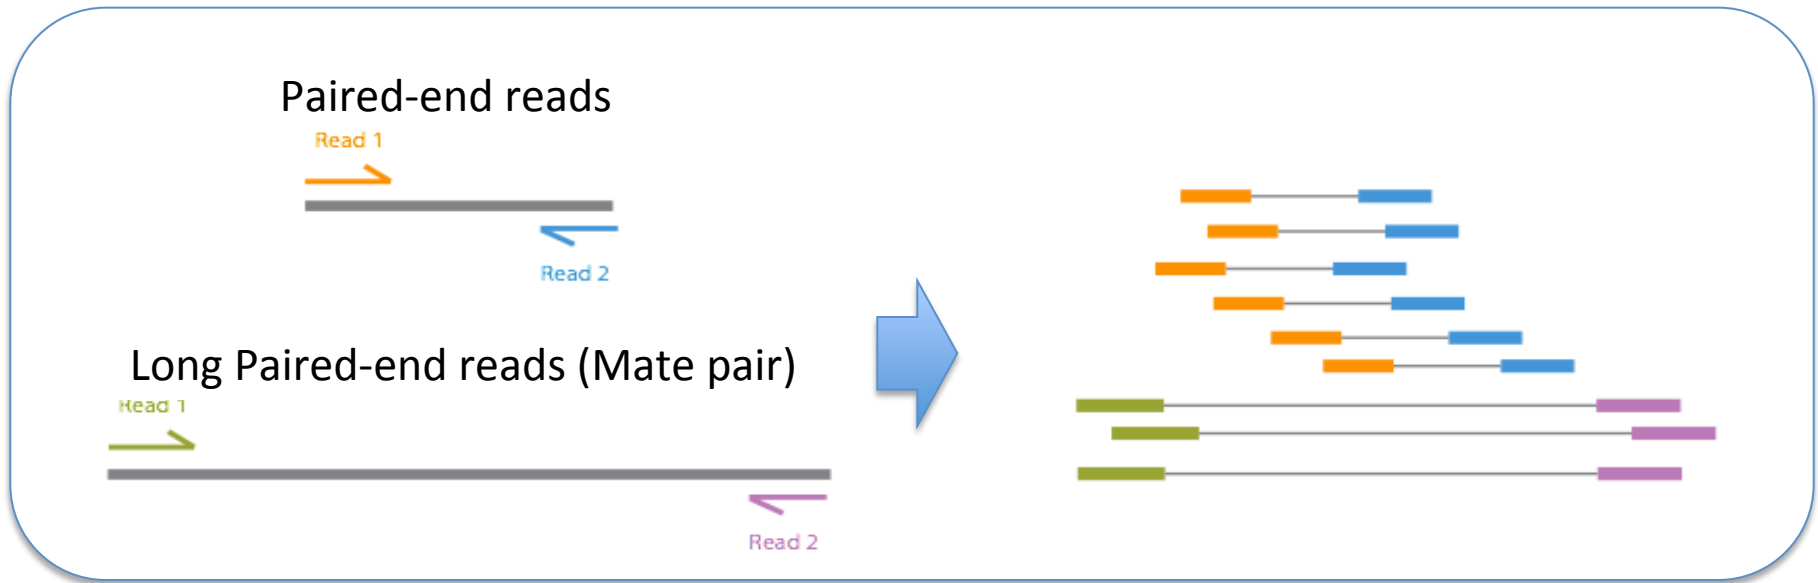 Paired-end reads
Read 1
Read 2
Long Paired-end reads (Mate pair)
Read 1
Read 2